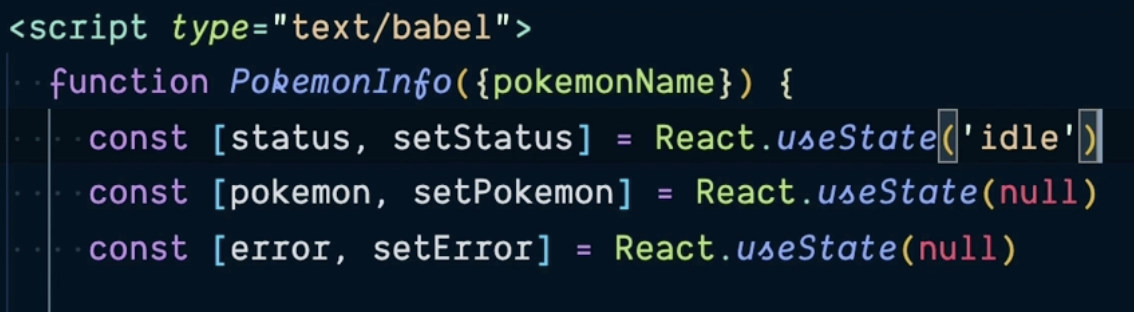 <script type="text/babel">
function PokemonInfo({pokemonName}) {
const [status, setStatus] = React.useState('idle')
const [pokemon, setPokemon] = React.useState(null)
const [error, setError] = React.useState(null)